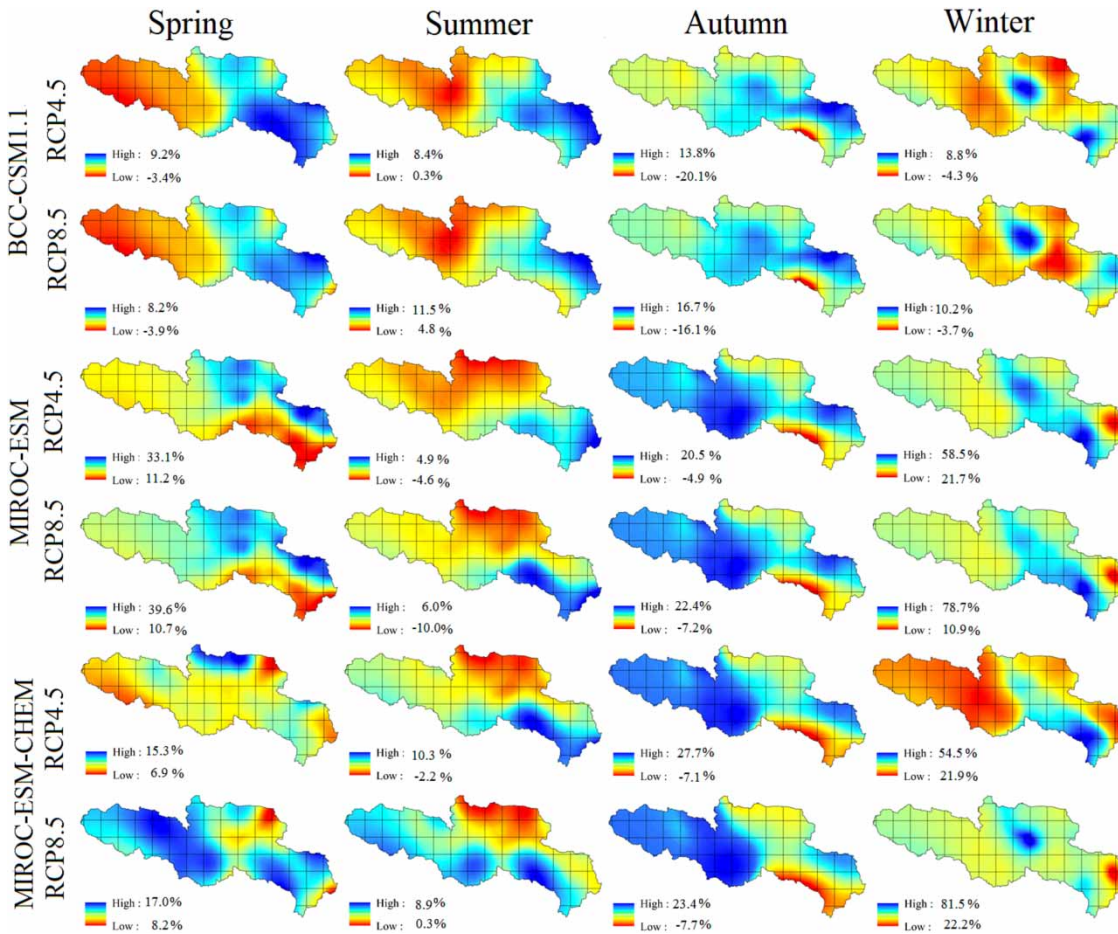 Spring Summer Autumn Winter
BCC-CSM1.1
RCP4.5
High : 9.2% High 8.4% High : 13.8% High : 8.8%
Low : -3.4% Low : 0.3% Low : -20.1% Low : -4.3%
RCP8.5
High : 8.2% High : 11.5% High : 16.7% High : 10.2%
Low : -3.9% Low : 4.8 % Low : -16.1% Low : -3.7%
MIROC-ESM
RCP4.5
High : 33.1% High : 4.9% High : 20.5% High : 58.5%
Low : 11.2 % Low : -4.6% Low : -4.9% Low : 21.7%
RCP8.5
High : 39.6% High : 6.0% High : 22.4% High : 78.7%
Low : 10.7 % Low : -10.0% Low : -7.2% Low : 10.9%
MIROC-ESM-CHEM
RCP4.5
High : 15.3% High : 10.3% High : 27.7% High : 54.5%
Low : 6.9 % Low : -2.2% Low : -7.1% Low : 21.9%
RCP8.5
High : 17.0% High : 8.9% High : 23.4% High : 81.5%
Low : 8.2% Low : 0.3% Low : -7.7% Low : 22.2%